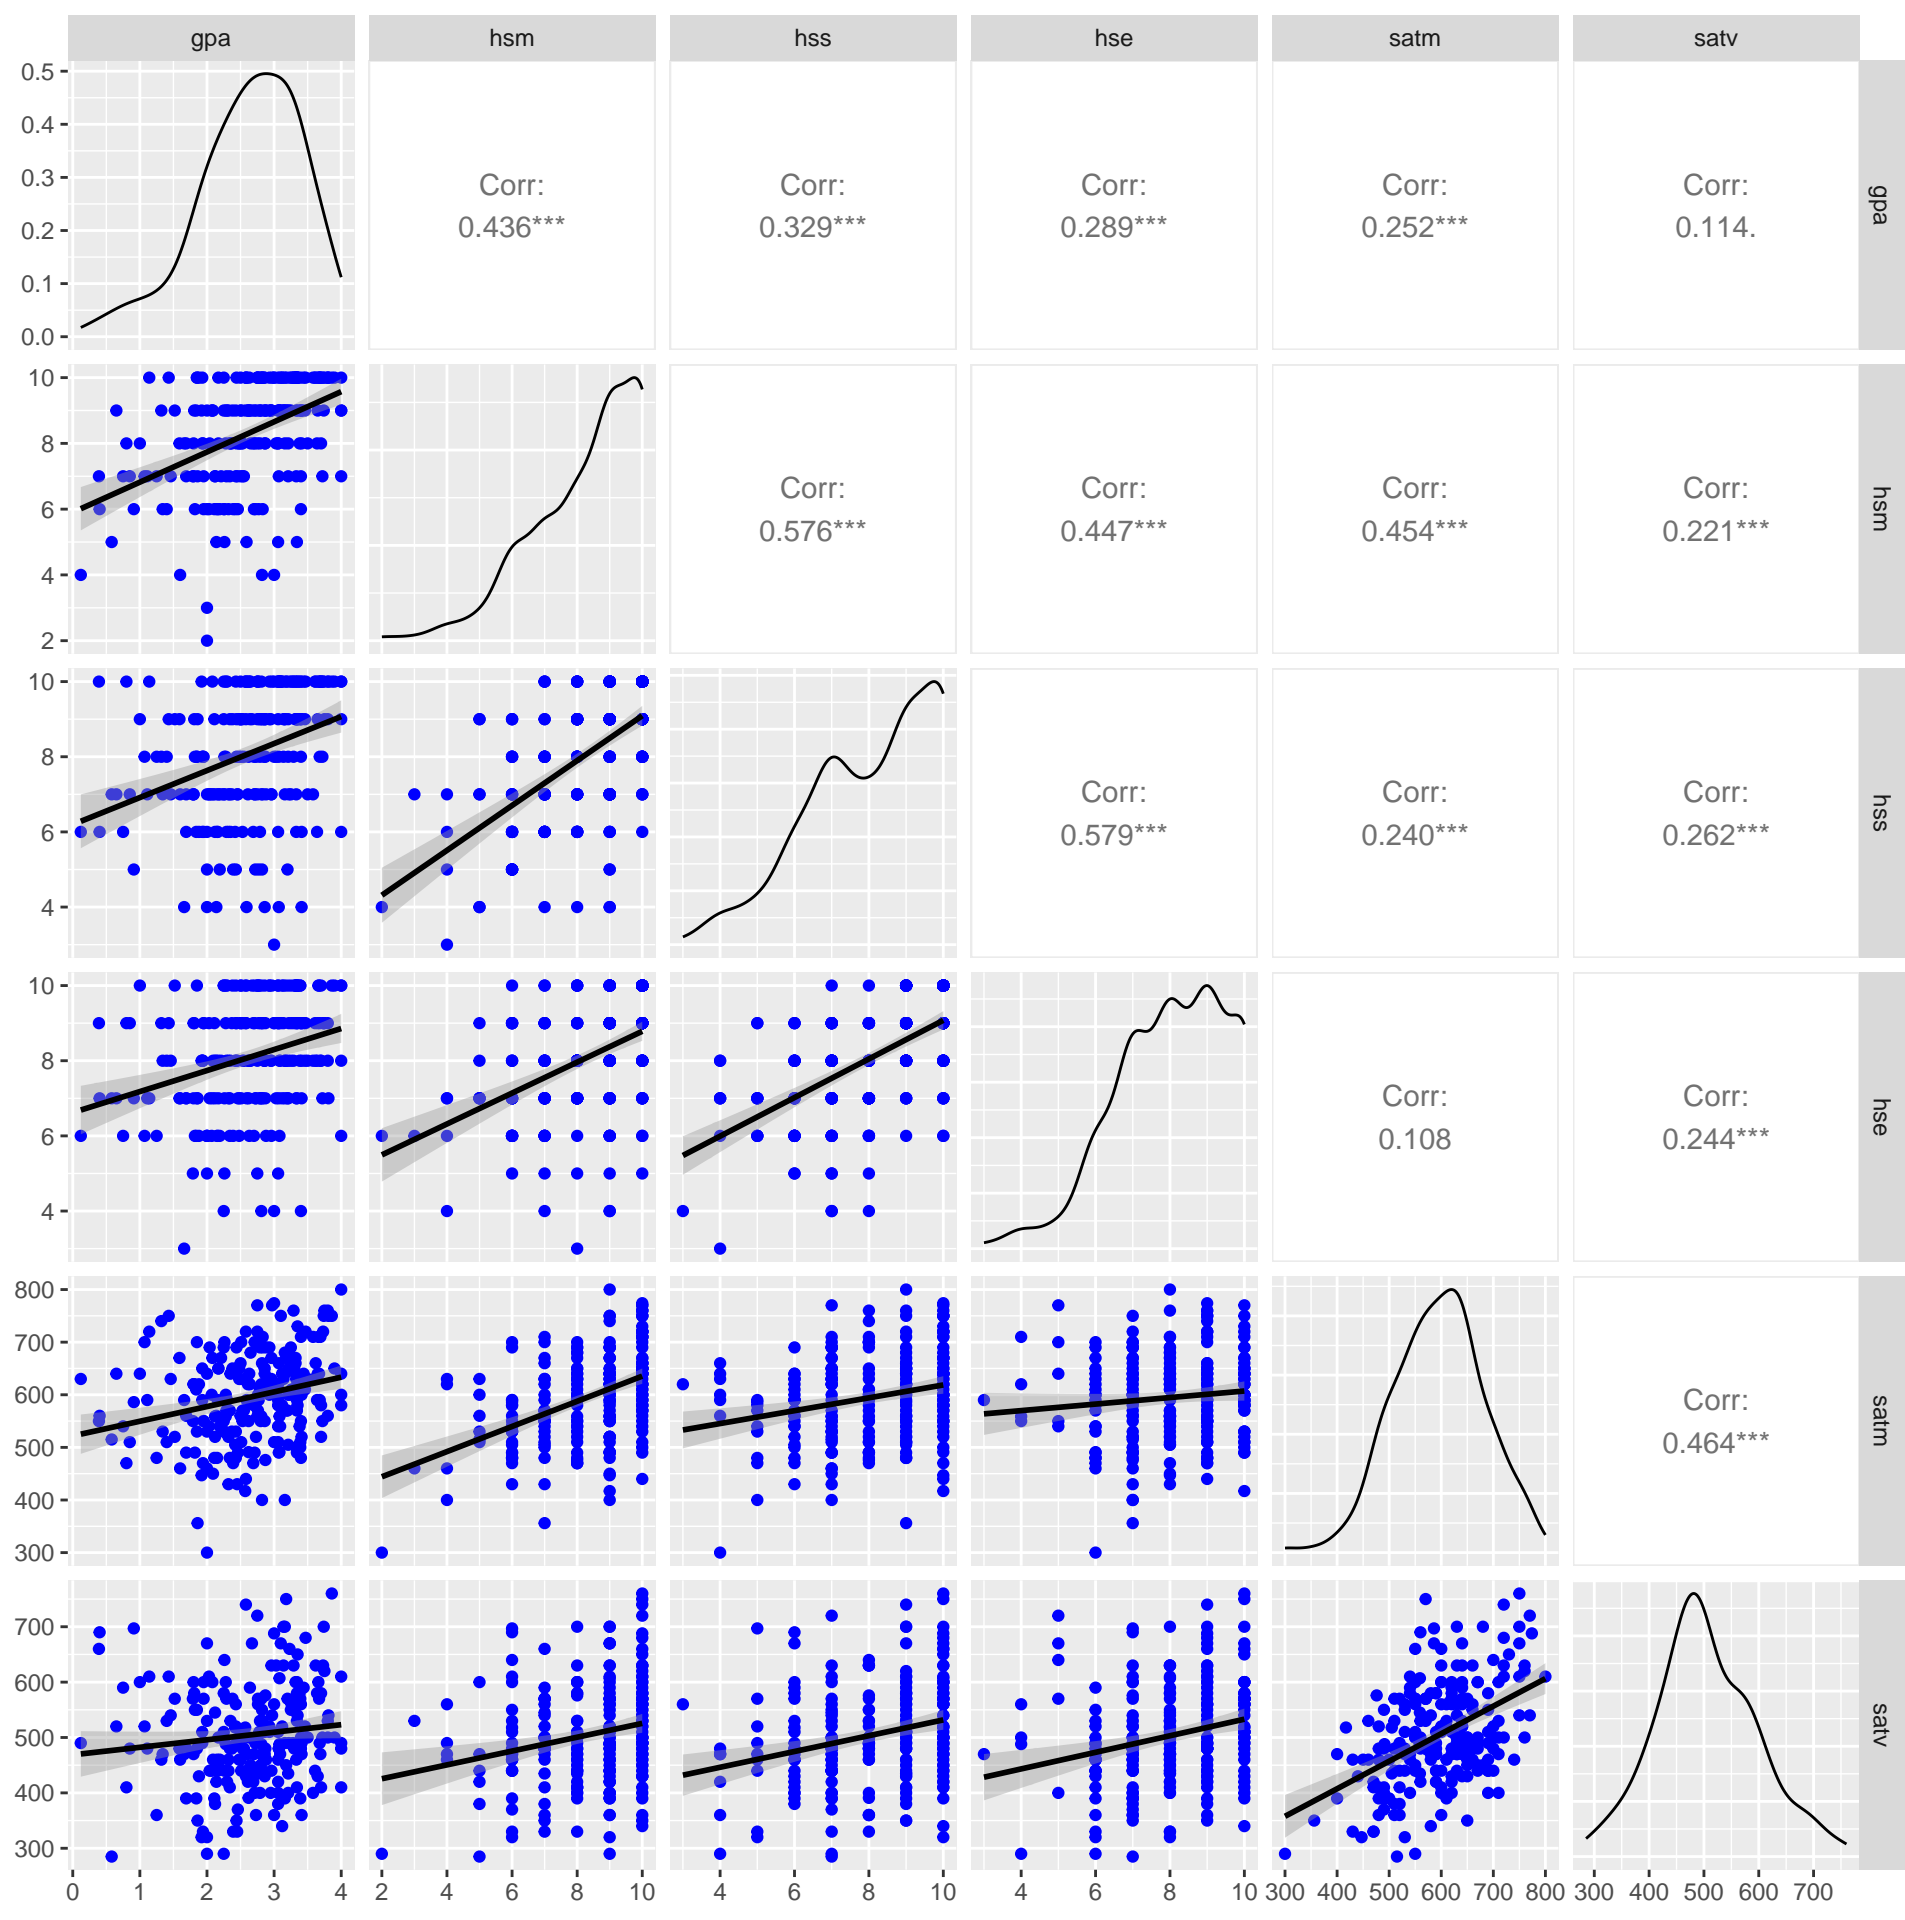 gpa hsm hss hse satm satv
0.5
0.4
0.3
0.2
0.1
0.0
Corr: Corr: Corr: Corr: Corr:
0.436*** 0.329*** 0.289*** 0.252*** 0.114.
gpa
10
8
6
4
2
Corr: Corr: Corr: Corr:
0.576*** 0.447*** 0.454*** 0.221***
hsm
10
8
6
4
Corr: Corr: Corr:
0.579*** 0.240*** 0.262***
hss
10
8
6
4
Corr: Corr:
0.108 0.244***
hse
800
700
600
500
400
300
Corr:
0.464***
satm
700
600
500
400
300
satv
0 1 2 3 4 2 4 6 8 10 4 6 8 10 4 6 8 10 300 400 500 600 700 800 300 400 500 600 700